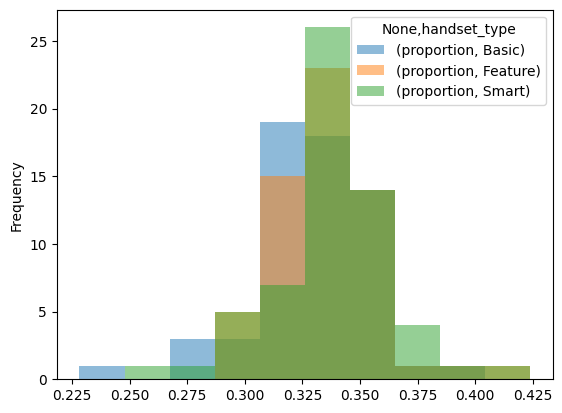 None,handset_type
(proportion, Basic)
(proportion, Feature)
(proportion, Smart)
Frequency
25
20
15
10
5
0
0.225 0.250 0.275 0.300 0.325 0.350 0.375 0.400 0.425